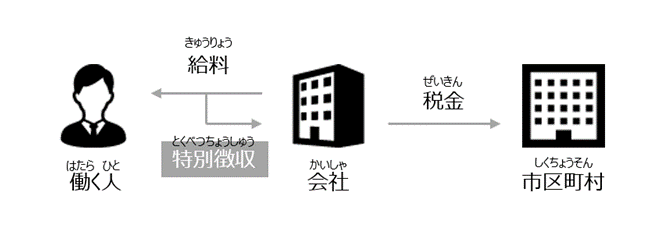 きゅうりょう
給料
ぜいきん
税金
とくべつちょうしゅう
特別徴収
はたら ひと
働く人
かいしゃ
会社
しくちょうそん
市区町村